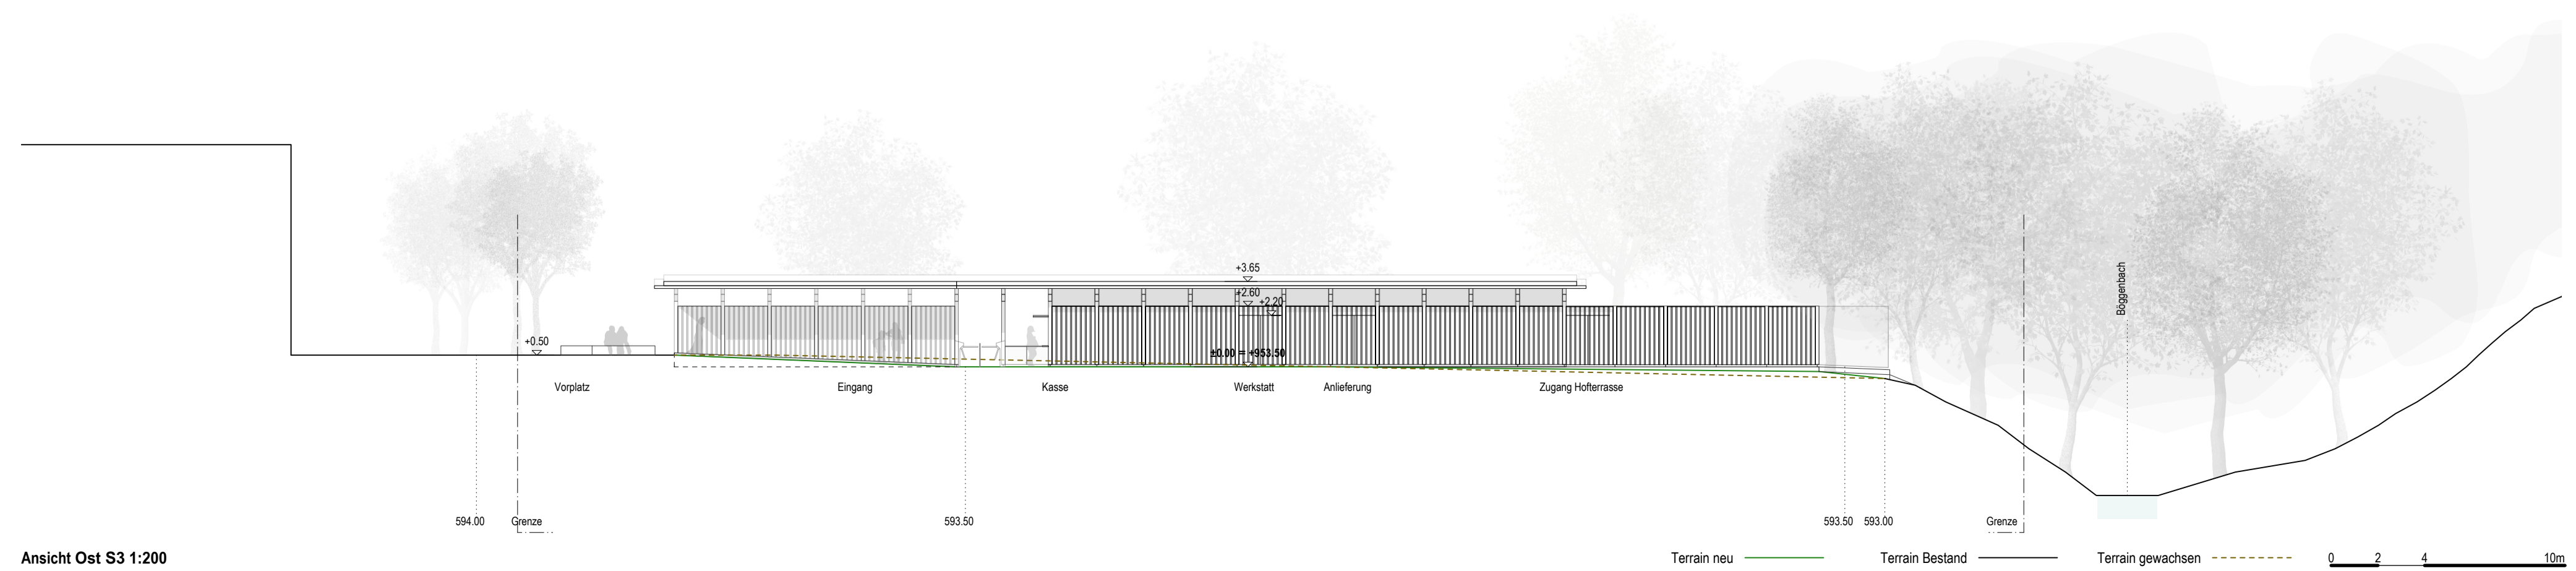 +3.65
Böggenbach
+2.60
+2.20
+0.50
±0.00 = +953.50
Vorplatz
Eingang
Kasse
Werkstatt
Anlieferung
Zugang Hofterrasse
594.00
Grenze
593.50
593.50
593.00
Grenze
Ansicht Ost S3 1:200
Terrain neu
Terrain Bestand
Terrain gewachsen
0 2 4 10m